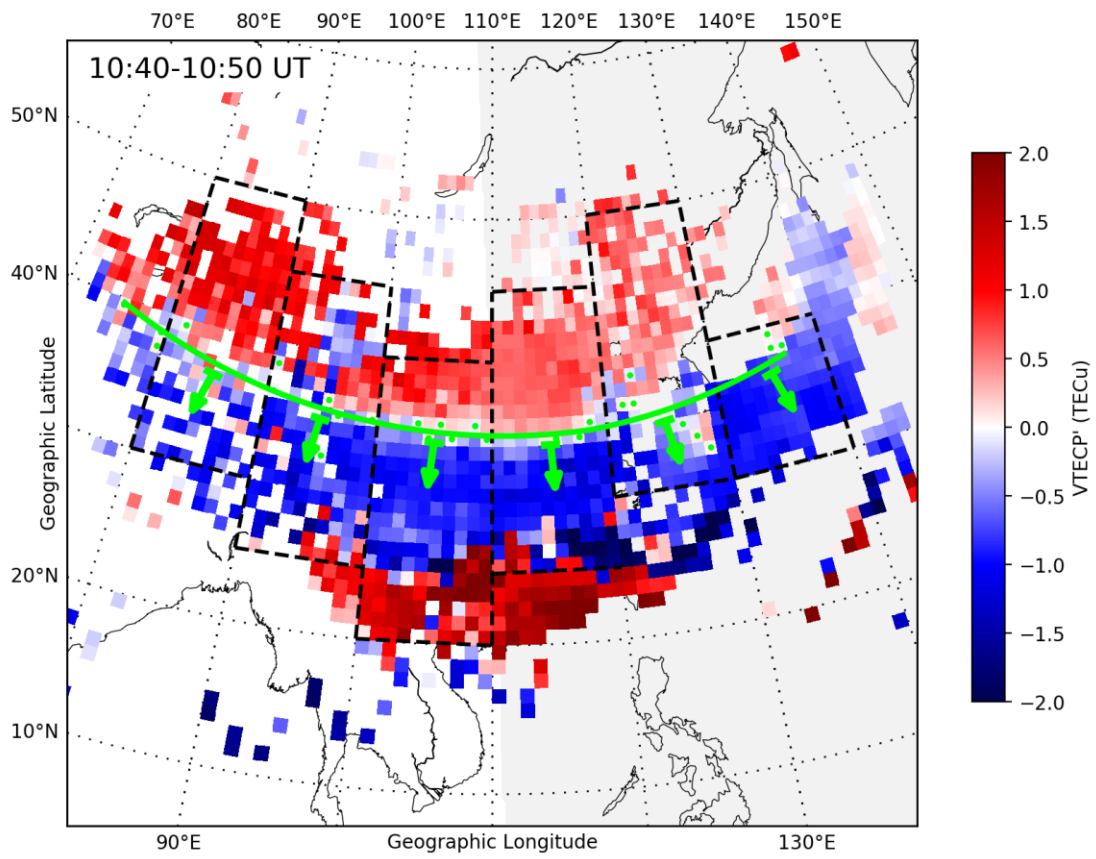 70°E 80°E 90°E 100°E 110°E 120°E 130°E 140°E 150°E
10:40-10:50 UT
50°N
40°N
20°N
10°N
Geographic Latitude
90°E
Geographic Longitude
130°E
2.0
1.5
1.0
0.5
0.0
−0.5
−1.0
−1.5
−2.0
VTECP' (TECu)